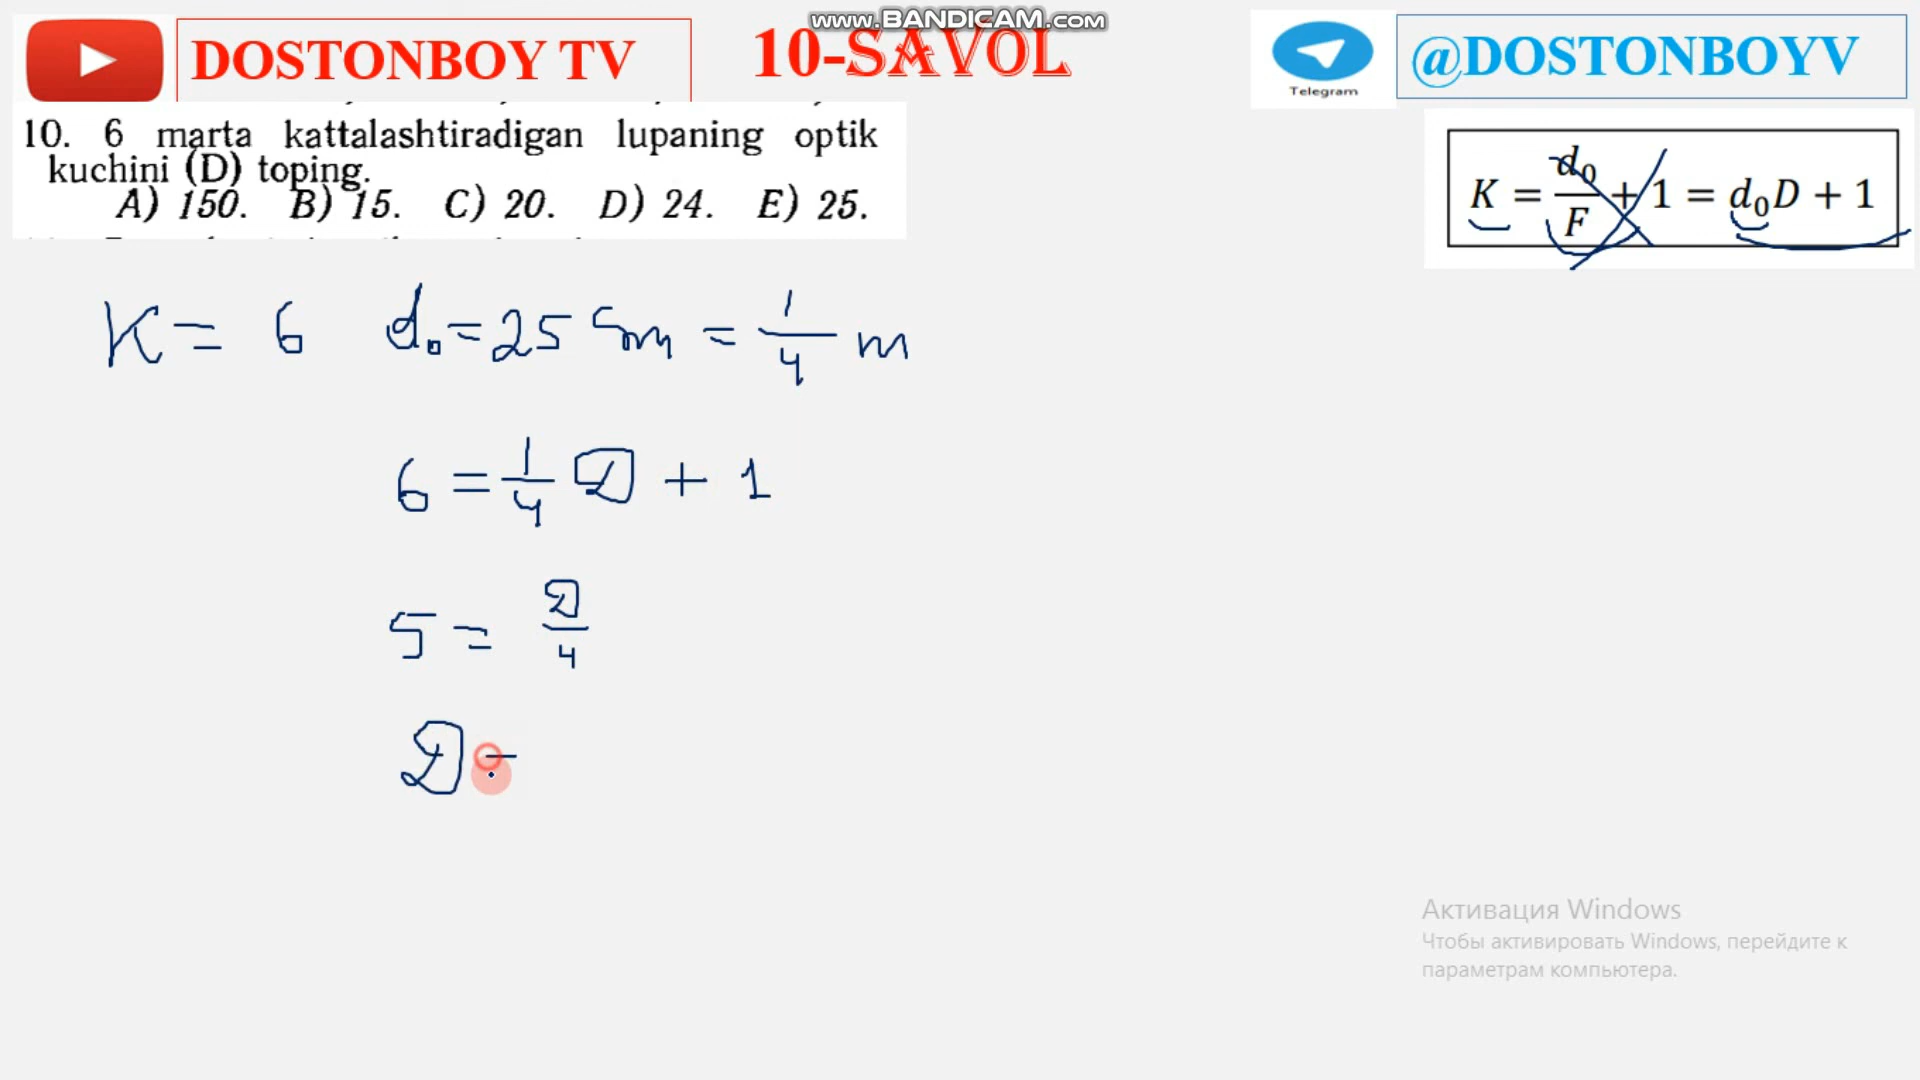 www.BANDICAM.com
DOSTONBOY TV
10-SAVOL
Telegram
@DOSTONBOYV
10. 6 marta kattalashtiradigan lupaning optik
kuchini (D) toping.
A) 150. B) 15. C) 20. D) 24. E) 25.
K = d₀/F + 1 = d₀D + 1
K = 6 d₀ = 25 Sm = 1/4 m
6 = 1/4 D + 1
5 = D/4
D =
Активация Windows
Чтобы активировать Windows, перейдите к
параметрам компьютера.